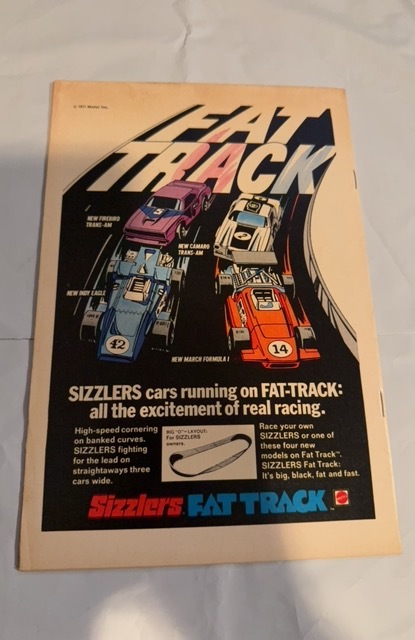 © 1971 Mattel Inc.
FAT
TRACK
NEW FIREBIRD
TRANS-AM
NEW CAMARO
TRANS-AM
NEW INDY EAGLE
42
14
NEW MARCH FORMULA I
SIZZLERS cars running on FAT-TRACK:
all the excitement of real racing.
High-speed cornering
on banked curves.
SIZZLERS fighting
for the lead on
straightaways three
cars wide.
BIG "O" LAYOUT:
For SIZZLERS
owners.
Race your own
SIZZLERS or one of
these four new
models on Fat Track™.
SIZZLERS Fat Track:
It's big, black, fat and fast.
Sizzlers FAT TRACK™